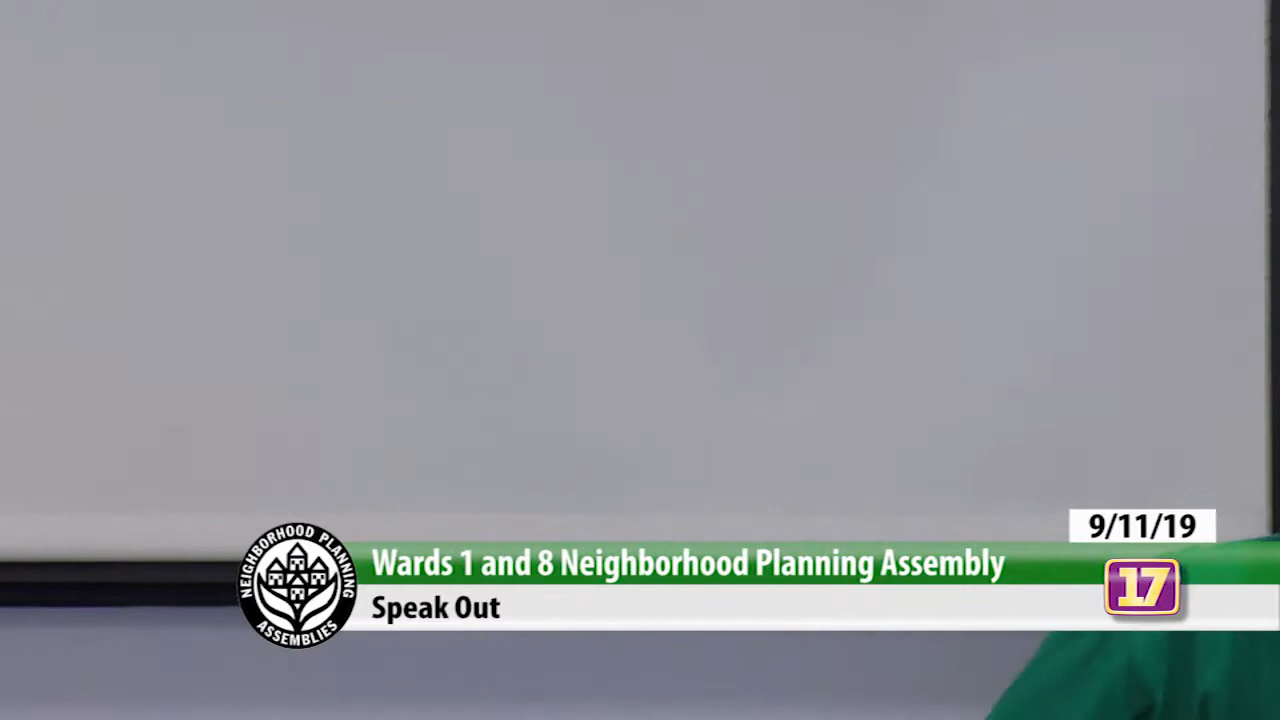 9/11/19
NEIGHBORHOOD PLANNING
ASSEMBLIES
Wards 1 and 8 Neighborhood Planning Assembly
17
Speak Out